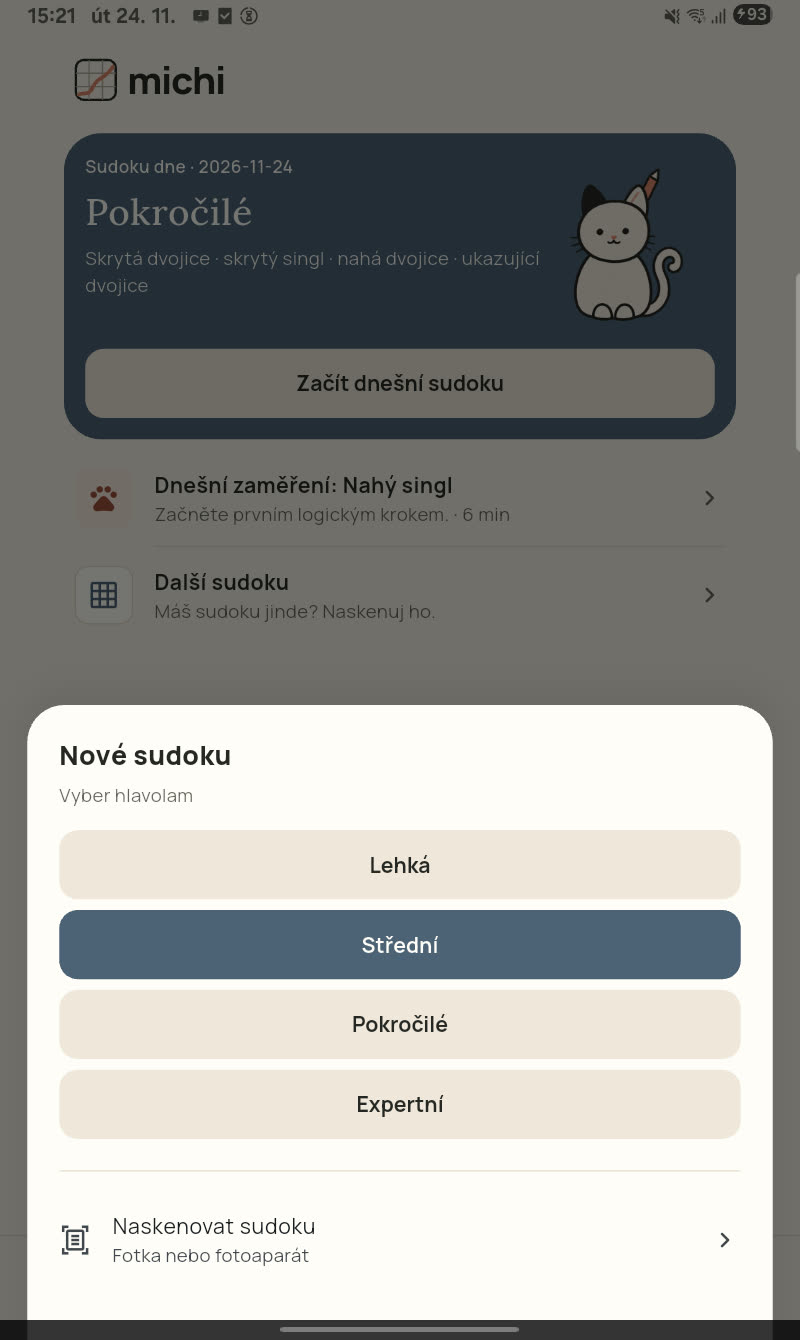 15:21 út 24. 11.
93
michi
Sudoku dne · 2026-11-24
Pokročilé
Skrytá dvojice · skrytý singl · nahá dvojice · ukazující
dvojice
Začít dnešní sudoku
Dnešní zaměření: Nahý singl
Začněte prvním logickým krokem. · 6 min
Další sudoku
Máš sudoku jinde? Naskenuj ho.
Nové sudoku
Vyber hlavolam
Lehká
Střední
Pokročilé
Expertní
Naskenovat sudoku
Fotka nebo fotoaparát